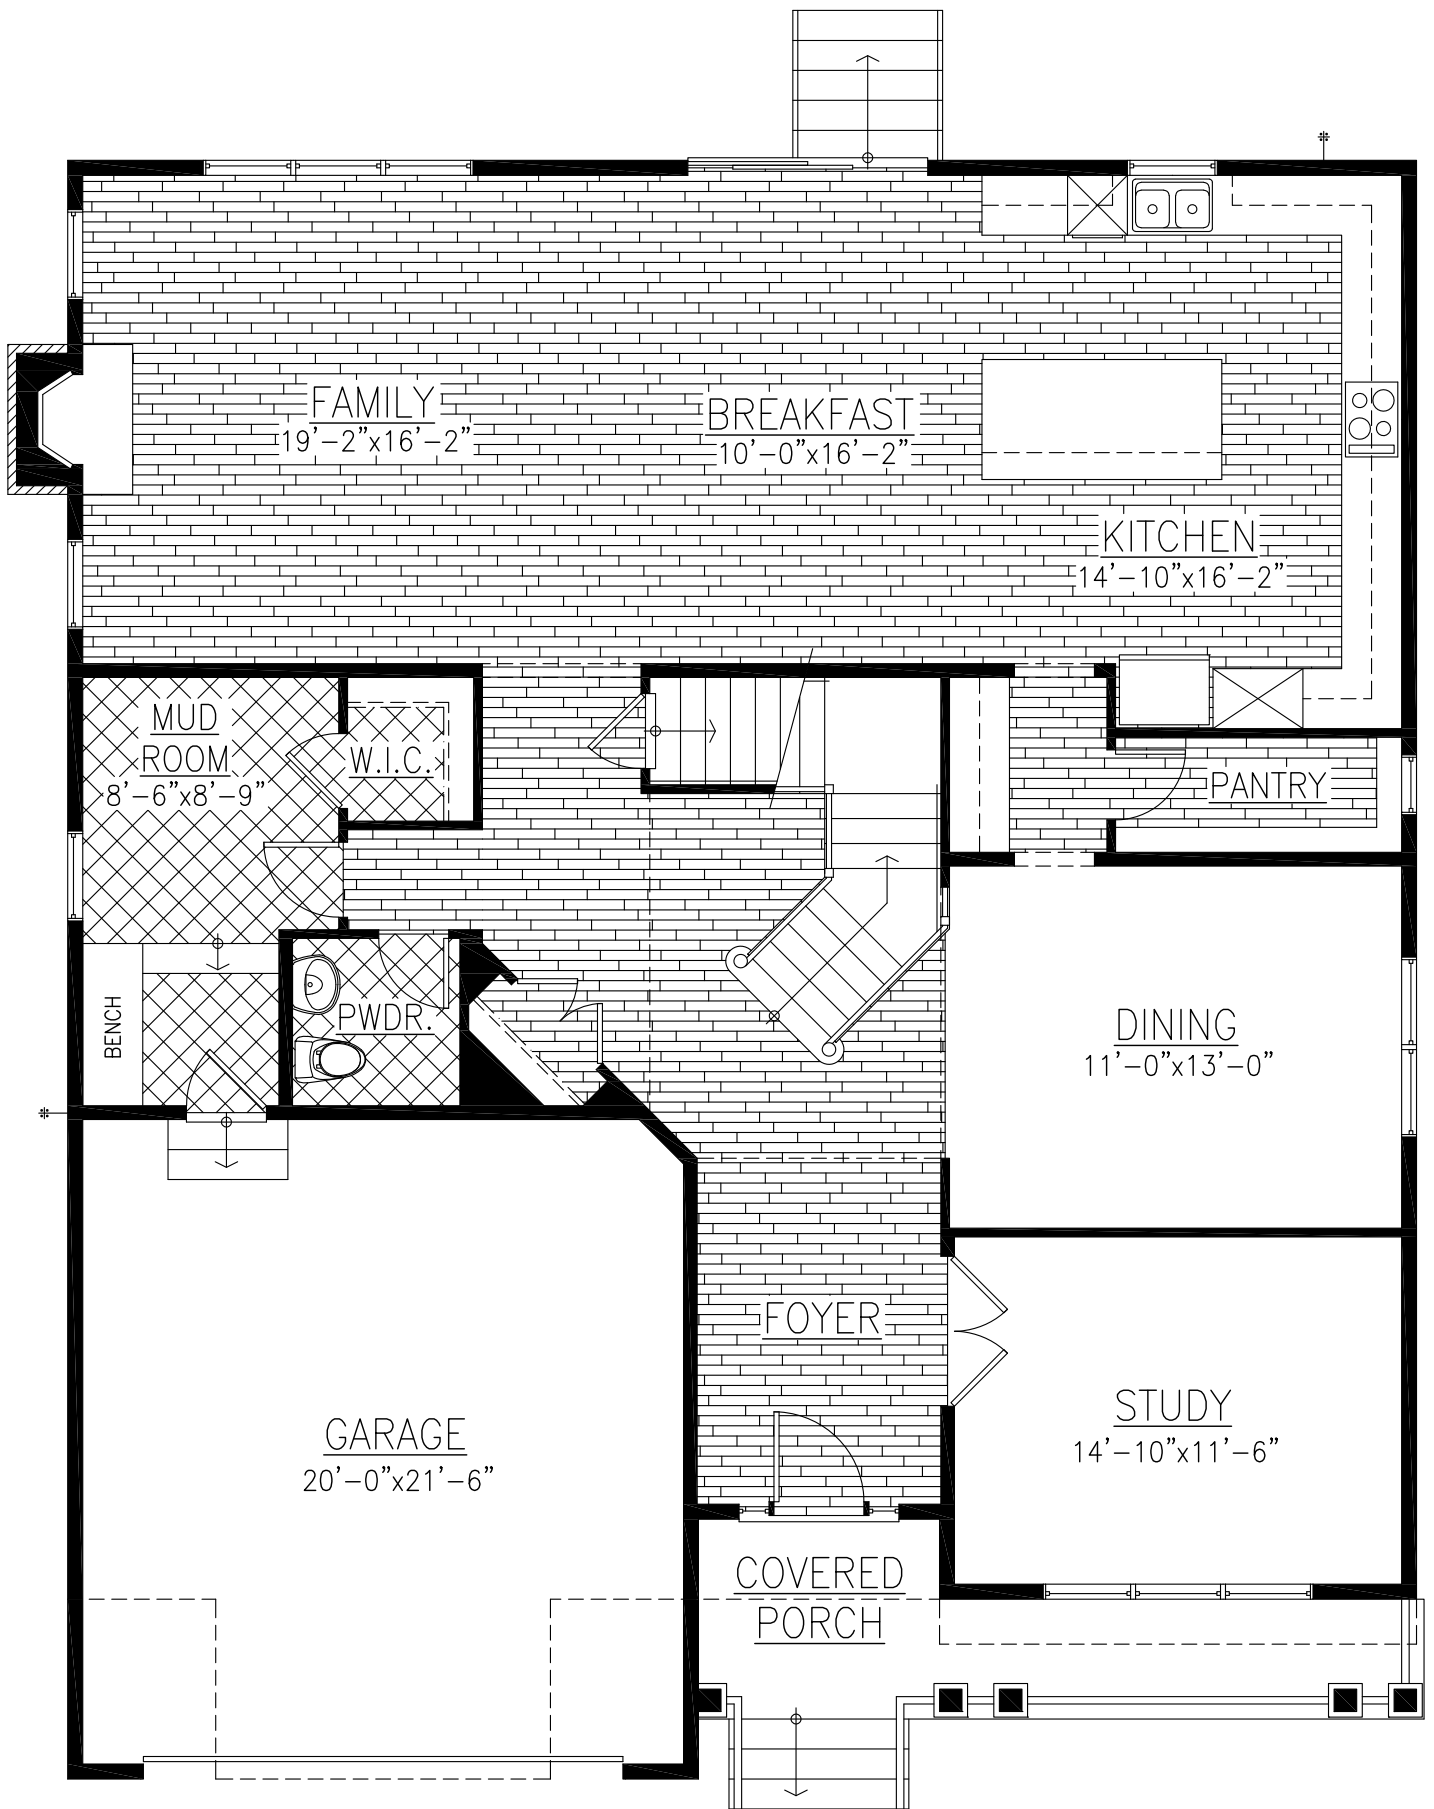 FAMILY
19'-2"x16'-2"
BREAKFAST
10'-0"x16'-2"
KITCHEN
14'-10"x16'-2"
MUD
ROOM
8'-6"x8'-9"
W.I.C.
PANTRY
BENCH
PWDR.
DINING
11'-0"x13'-0"
FOYER
STUDY
14'-10"x11'-6"
GARAGE
20'-0"x21'-6"
COVERED
PORCH